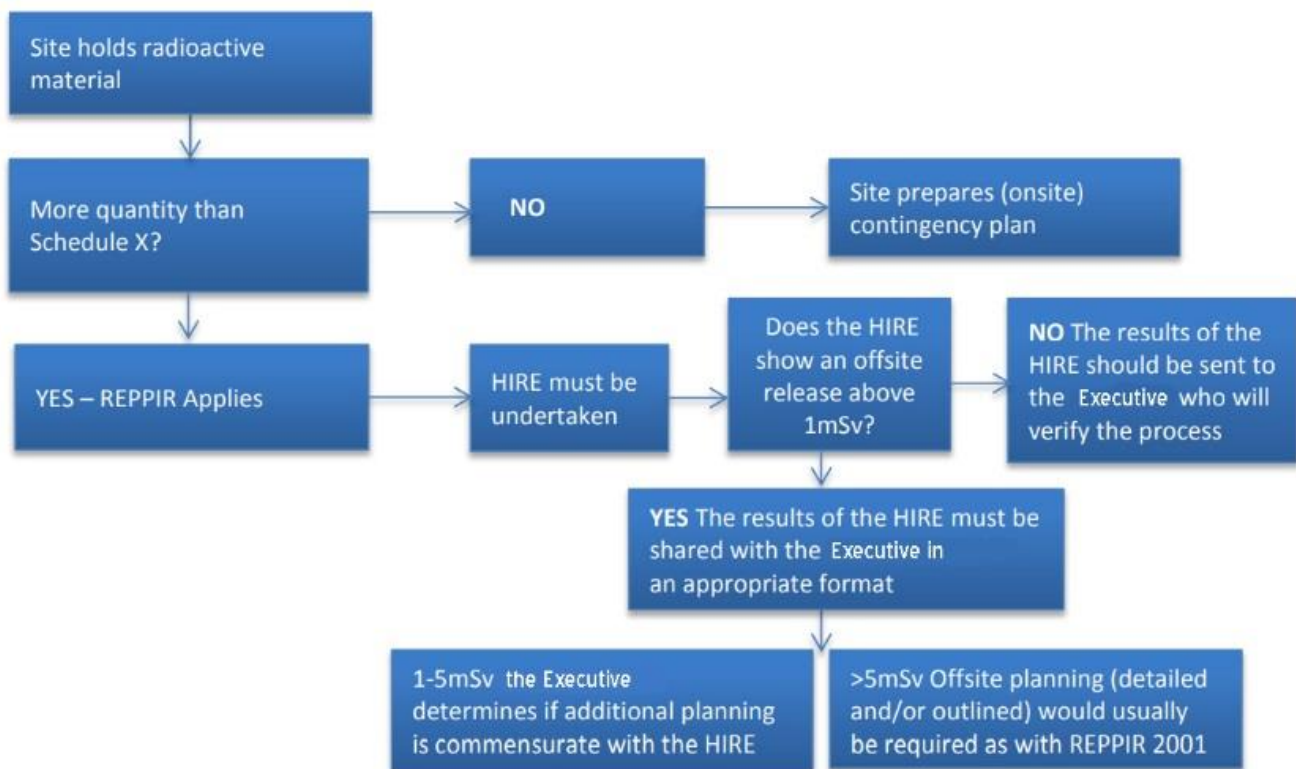 Site holds radioactive
material
More quantity than
Schedule X?
NO
Site prepares (onsite)
contingency plan
YES – REPPIR Applies
HIRE must be
undertaken
Does the HIRE
show an offsite
release above
1mSv?
NO The results of the
HIRE should be sent to
the Executive who will
verify the process
YES The results of the HIRE must be
shared with the Executive in
an appropriate format
1-5mSv the Executive
determines if additional planning
is commensurate with the HIRE
>5mSv Offsite planning (detailed
and/or outlined) would usually
be required as with REPPIR 2001